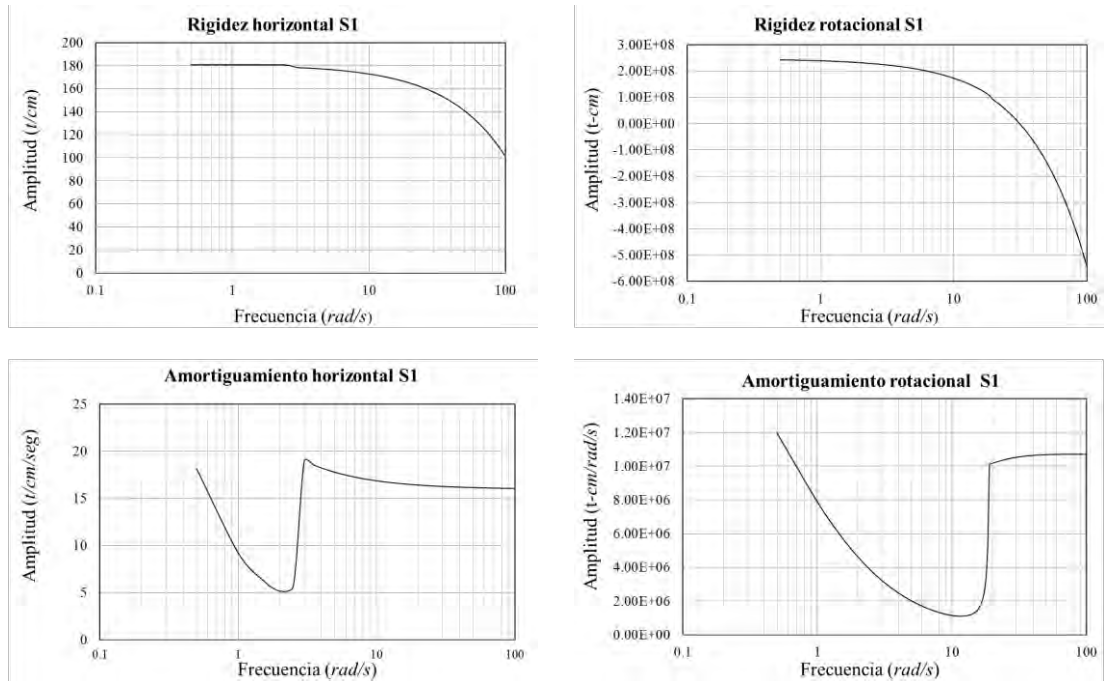 Rigidez horizontal S1
200
180
160
140
120
100
80
60
40
20
0
Amplitud (t/cm)
0.1 1 10 100
Frecuencia (rad/s)
Rigidez rotacional S1
3.00E+08
2.00E+08
1.00E+08
0.00E+00
-1.00E+08
-2.00E+08
-3.00E+08
-4.00E+08
-5.00E+08
-6.00E+08
Amplitud (t-cm)
0.1 1 10 100
Frecuencia (rad/s)
Amortiguamiento horizontal S1
25
20
15
10
5
0
Amplitud (t/cm/seg)
0.1 1 10 100
Frecuencia (rad/s)
Amortiguamiento rotacional S1
1.40E+07
1.20E+07
1.00E+07
8.00E+06
6.00E+06
4.00E+06
2.00E+06
0.00E+00
Amplitud (t-cm/rad/s)
0.1 1 10 100
Frecuencia (rad/s)